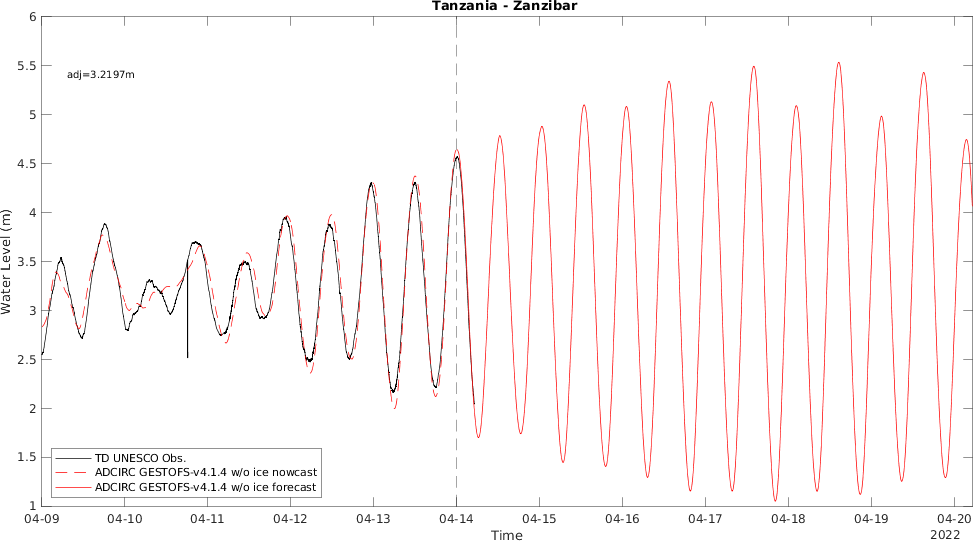 Tanzania - Zanzibar
adj=3.2197m
Water Level (m)
6
5.5
5
4.5
4
3.5
3
2.5
2
1.5
1
TD UNESCO Obs.
ADCIRC GESTOFS-v4.1.4 w/o ice nowcast
ADCIRC GESTOFS-v4.1.4 w/o ice forecast
04-09 04-10 04-11 04-12 04-13 04-14 04-15 04-16 04-17 04-18 04-19 04-20
Time
2022